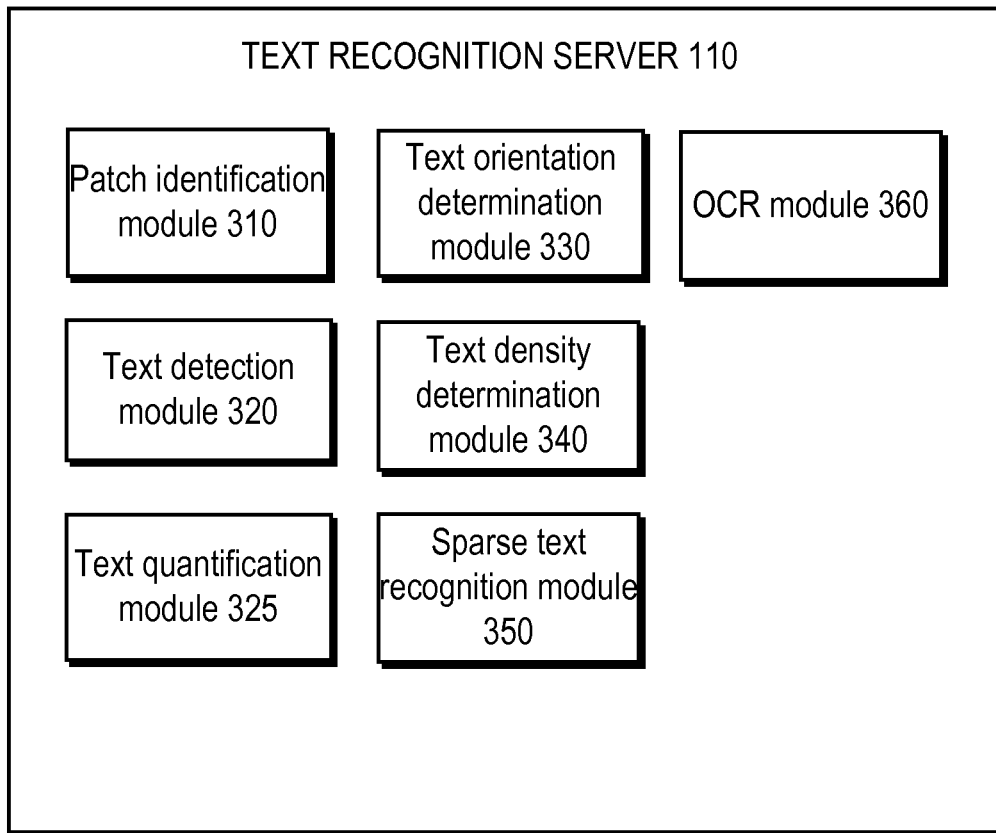 TEXT RECOGNITION SERVER 110
Patch identification
module 310
Text orientation
determination
module 330
OCR module 360
Text detection
module 320
Text density
determination
module 340
Text quantification
module 325
Sparse text
recognition module
350